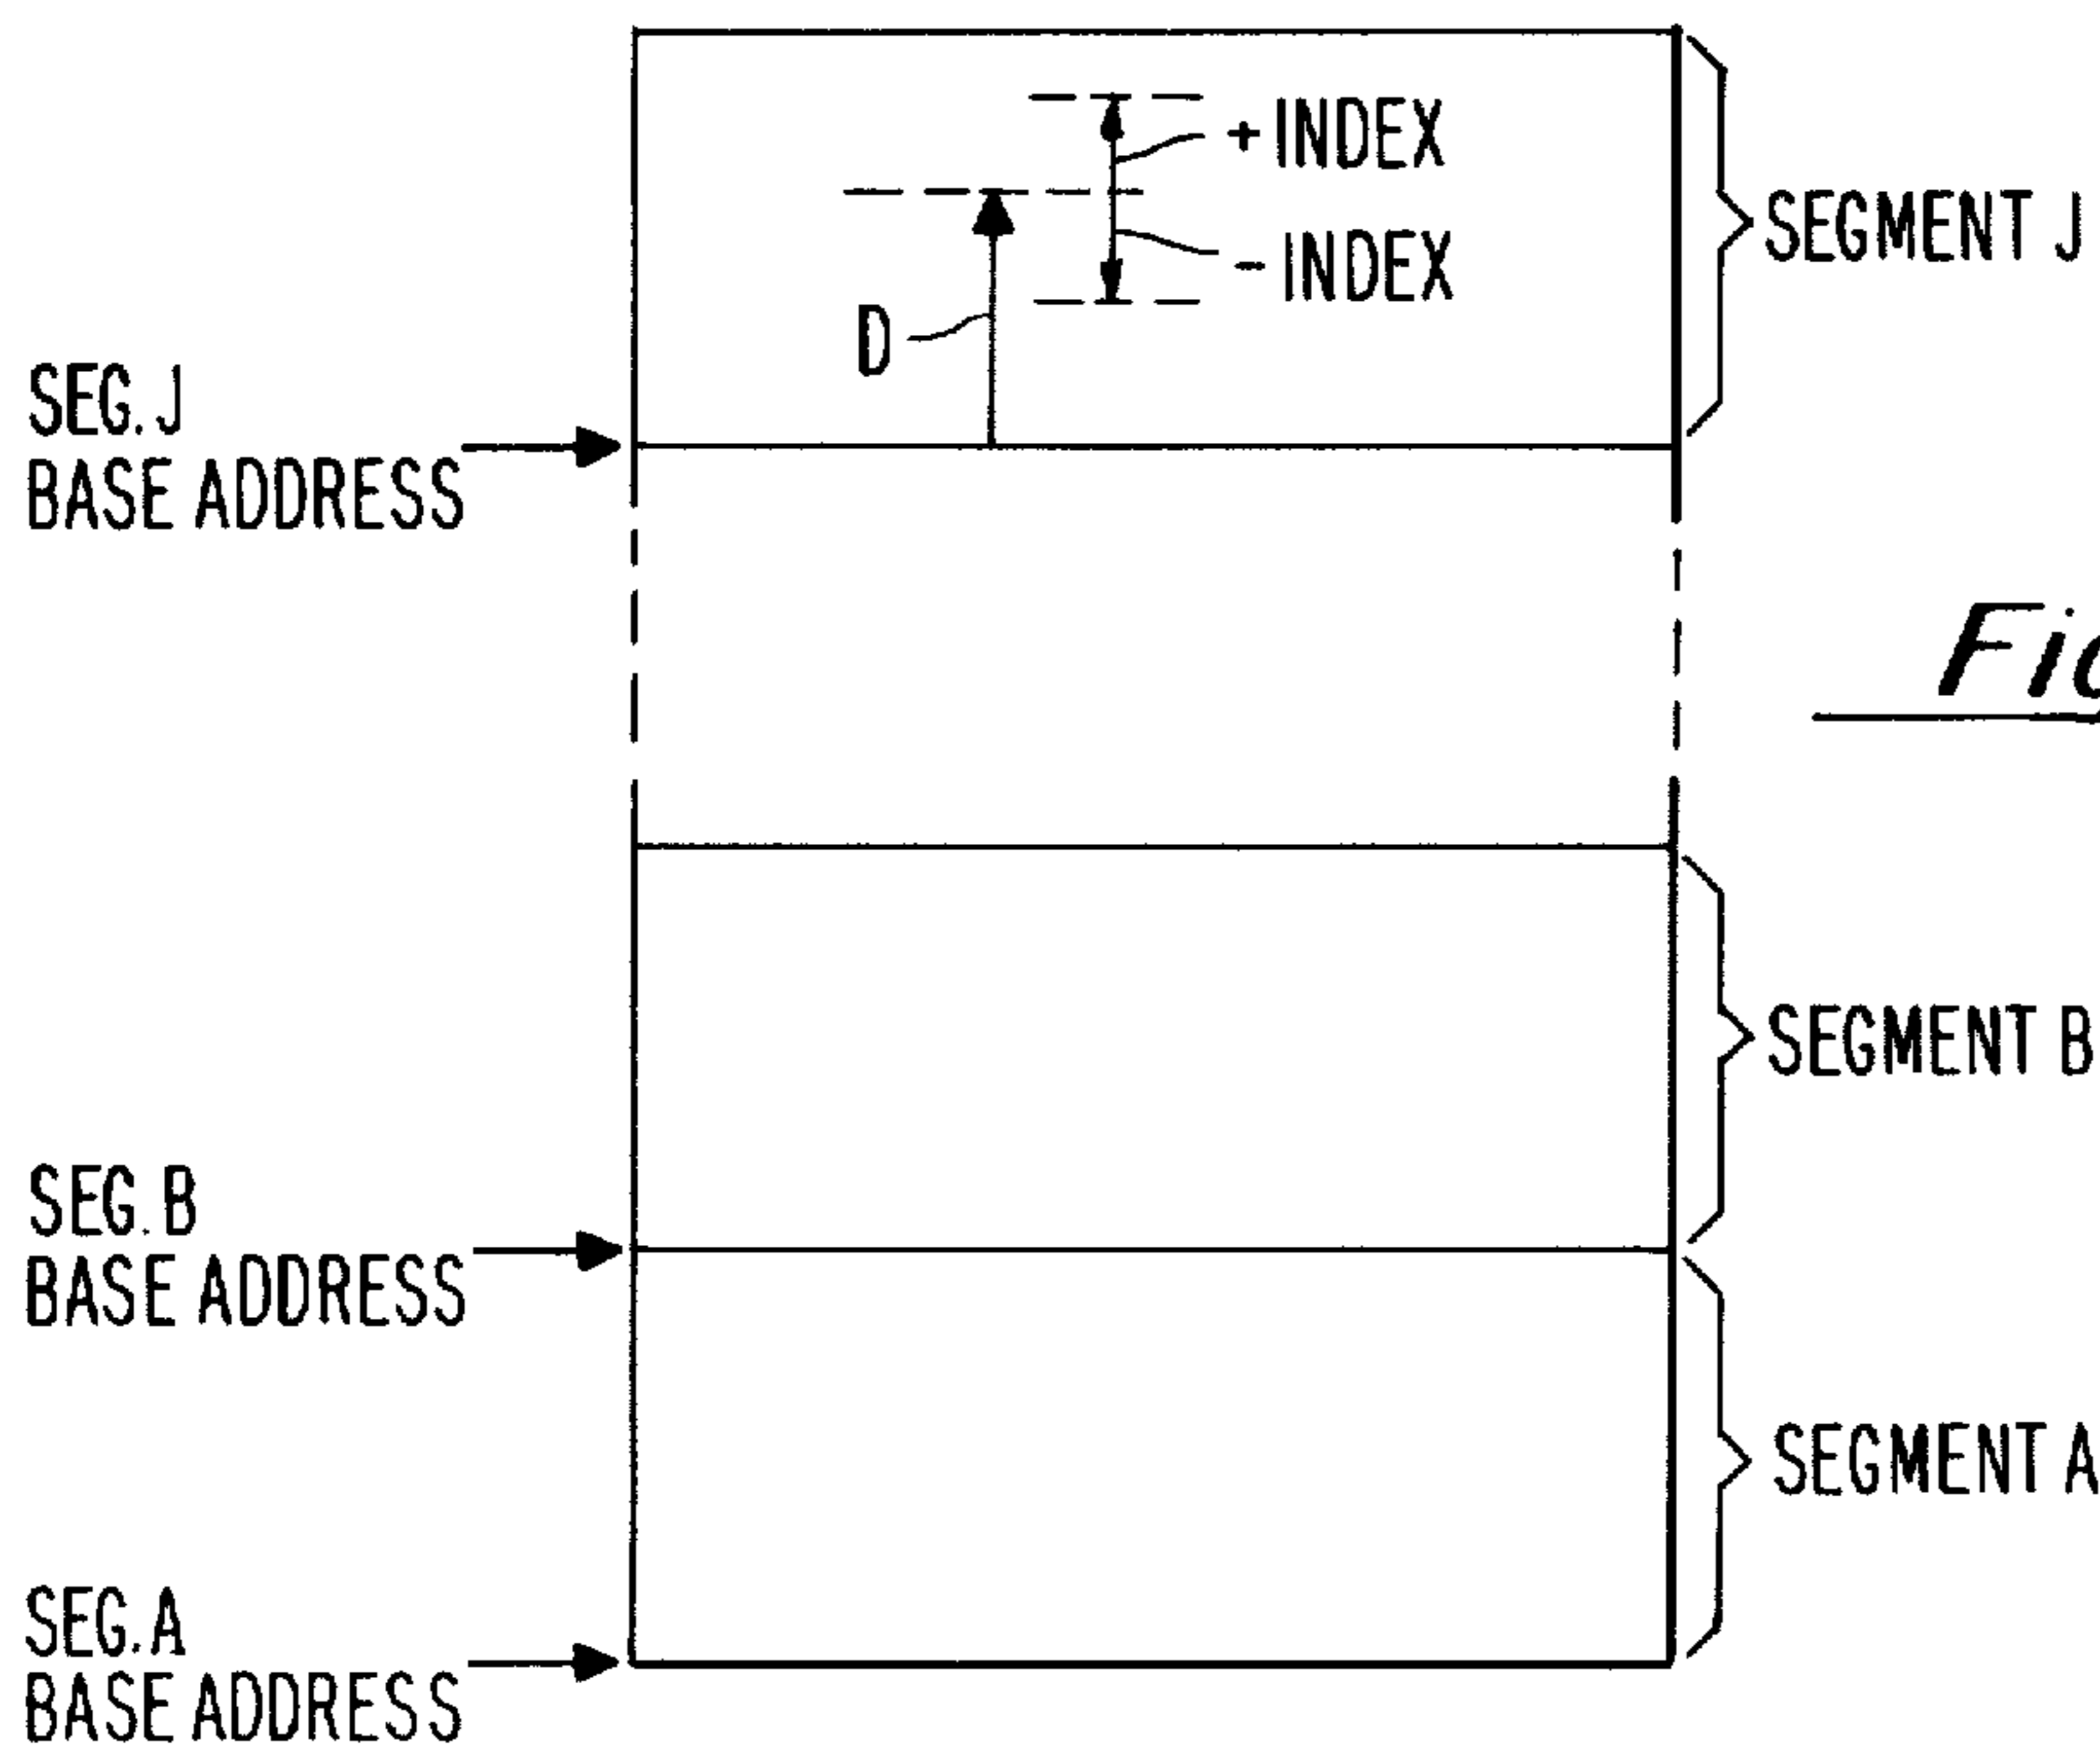 + INDEX
- INDEX
D
SEGMENT J
SEG. J
BASE ADDRESS
SEGMENT B
SEG. B
BASE ADDRESS
SEGMENT A
SEG. A
BASE ADDRESS